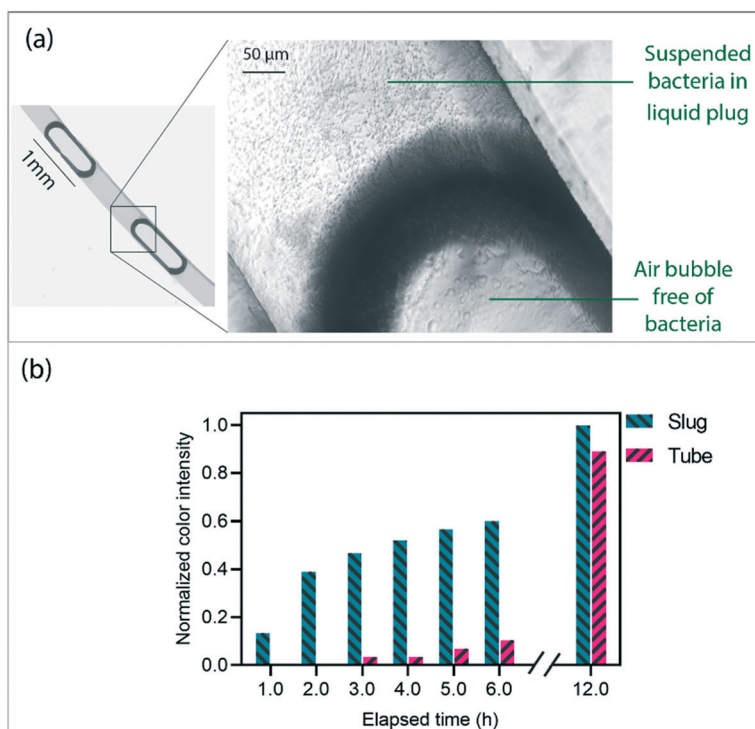 (a)
50 µm
1mm
Suspended
bacteria in
liquid plug
Air bubble
free of
bacteria
(b)
Normalized color intensity
1.0
0.8
0.6
0.4
0.2
0.0
1.0 2.0 3.0 4.0 5.0 6.0 12.0
Elapsed time (h)
Slug
Tube